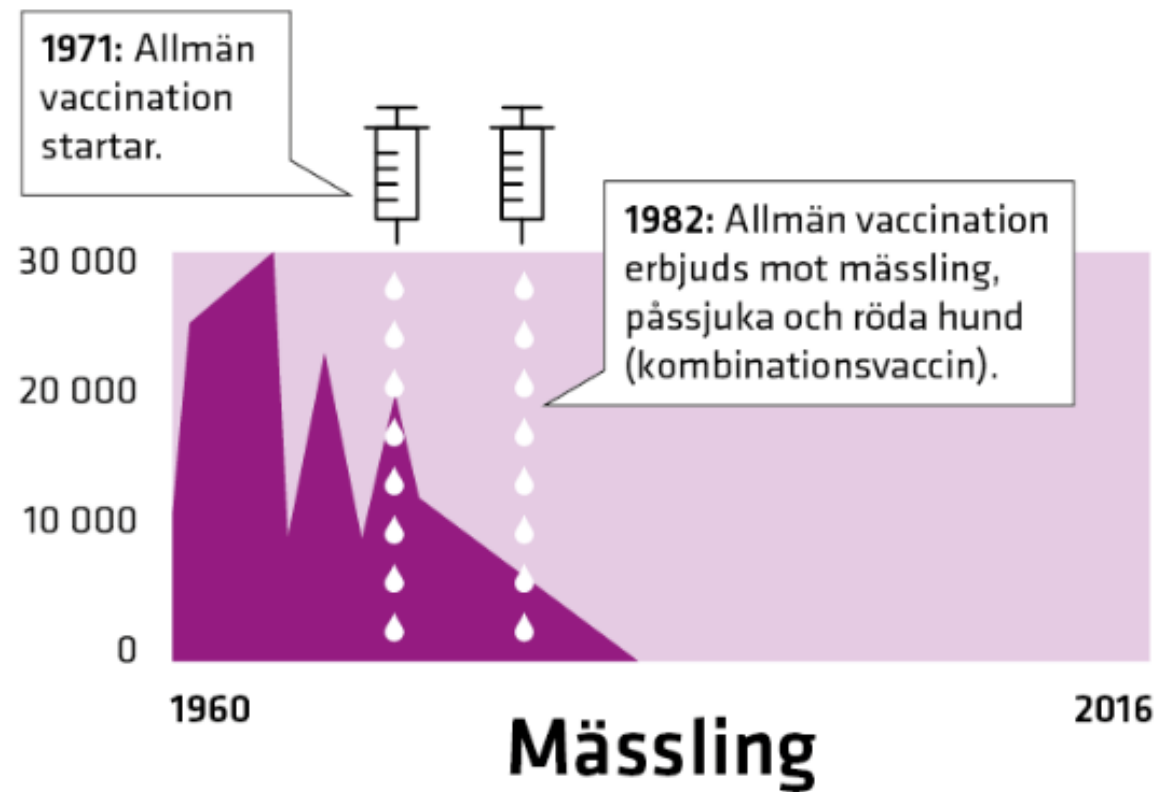 1971: Allmän
vaccination
startar.
1982: Allmän vaccination
erbjuds mot mässling,
påssjuka och röda hund
(kombinationsvaccin).
30 000
20 000
10 000
0
1960
2016
Mässling